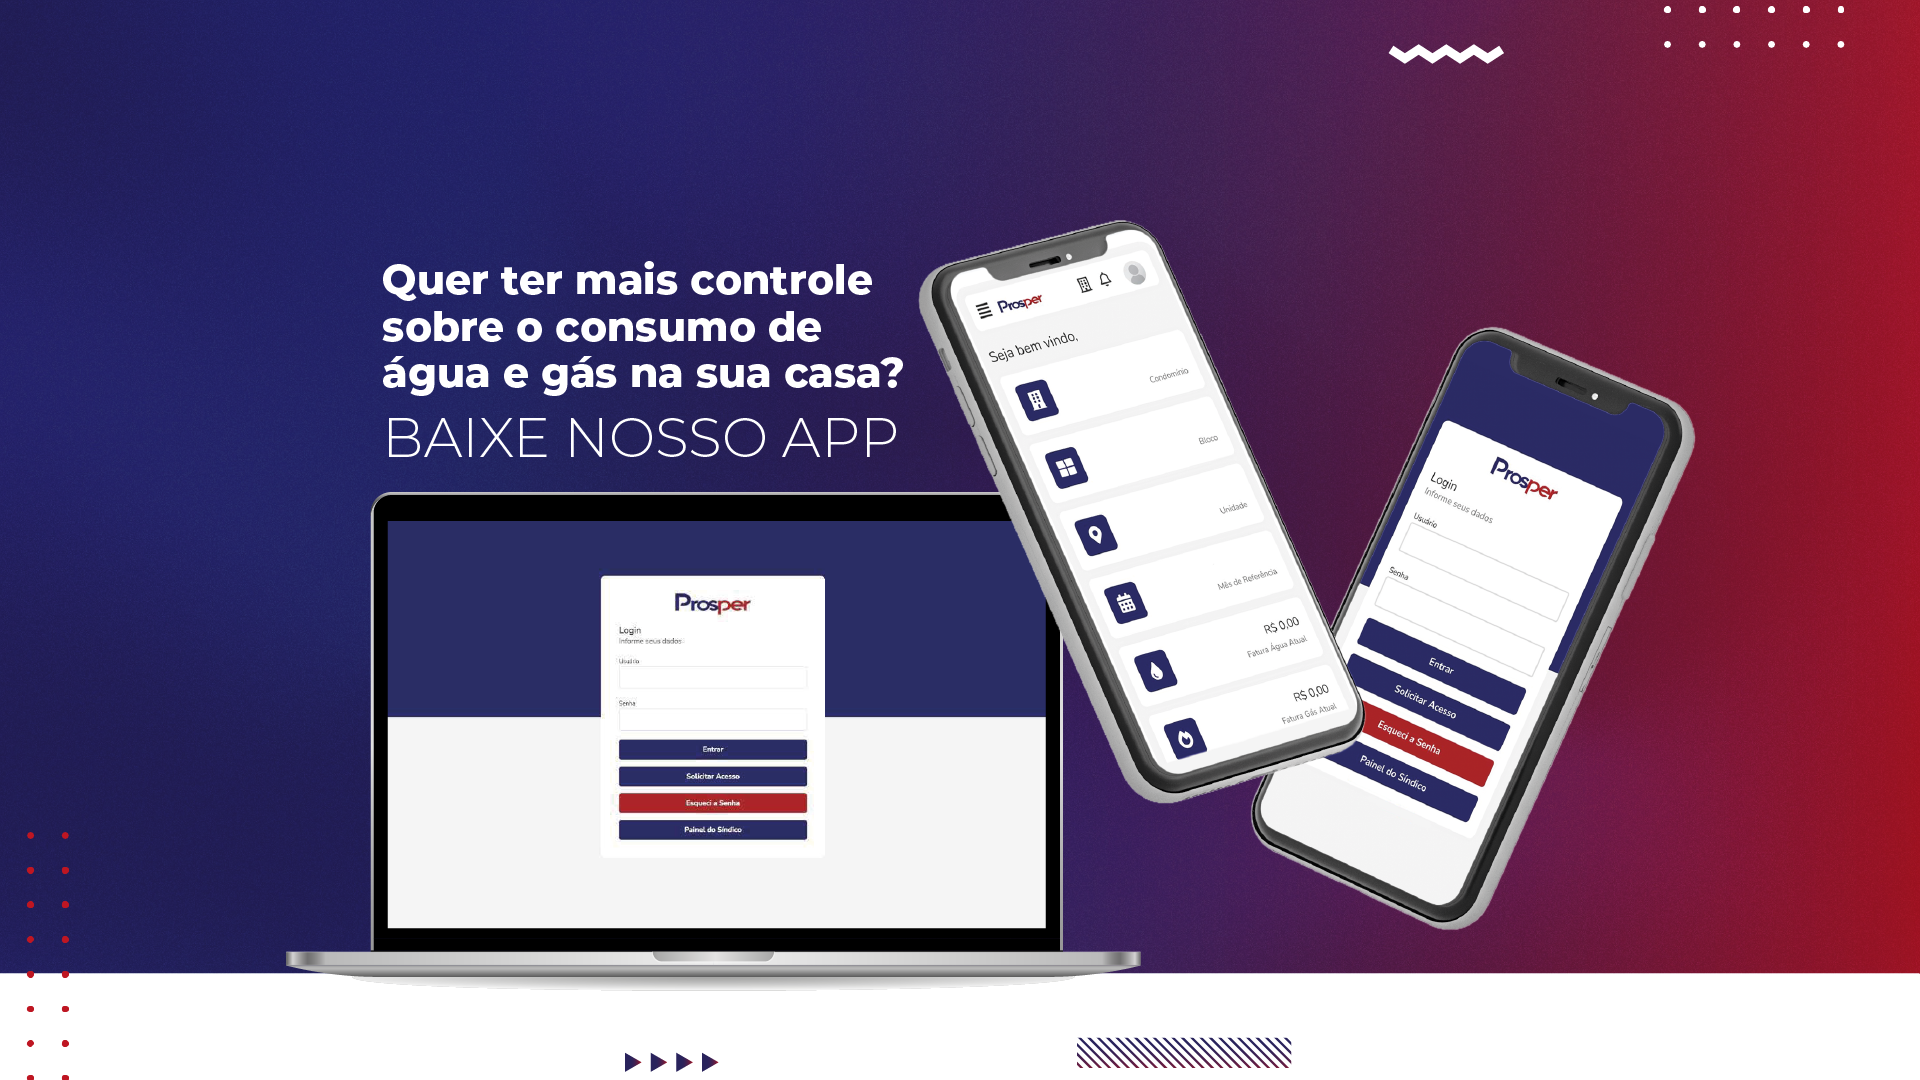 Quer ter mais controle
sobre o consumo de
água e gás na sua casa?
BAIXE NOSSO APP
Prosper
Login
Informe seus dados
Usuário
Senha
Entrar
Solicitar Acesso
Esqueci a Senha
Painel do Síndico
Prosper
Seja bem vindo,
Condomínio
Bloco
Unidade
Mês de Referência
R$ 0,00
Fatura Água Atual
R$ 0,00
Fatura Gás Atual
Prosper
Login
Informe seus dados
Usuário
Senha
Entrar
Solicitar Acesso
Esqueci a Senha
Painel do Síndico